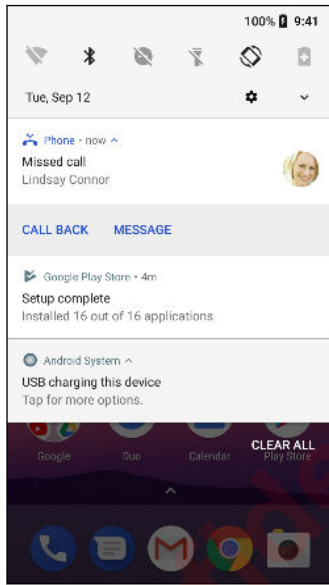 100% 9:41
Tue, Sep 12
Phone • now
Missed call
Lindsay Connor
CALL BACK MESSAGE
Google Play Store • 4m
Setup complete
Installed 16 out of 16 applications
Android System
USB charging this device
Tap for more options.
CLEAR ALL
Google Duo Calendar Play Store